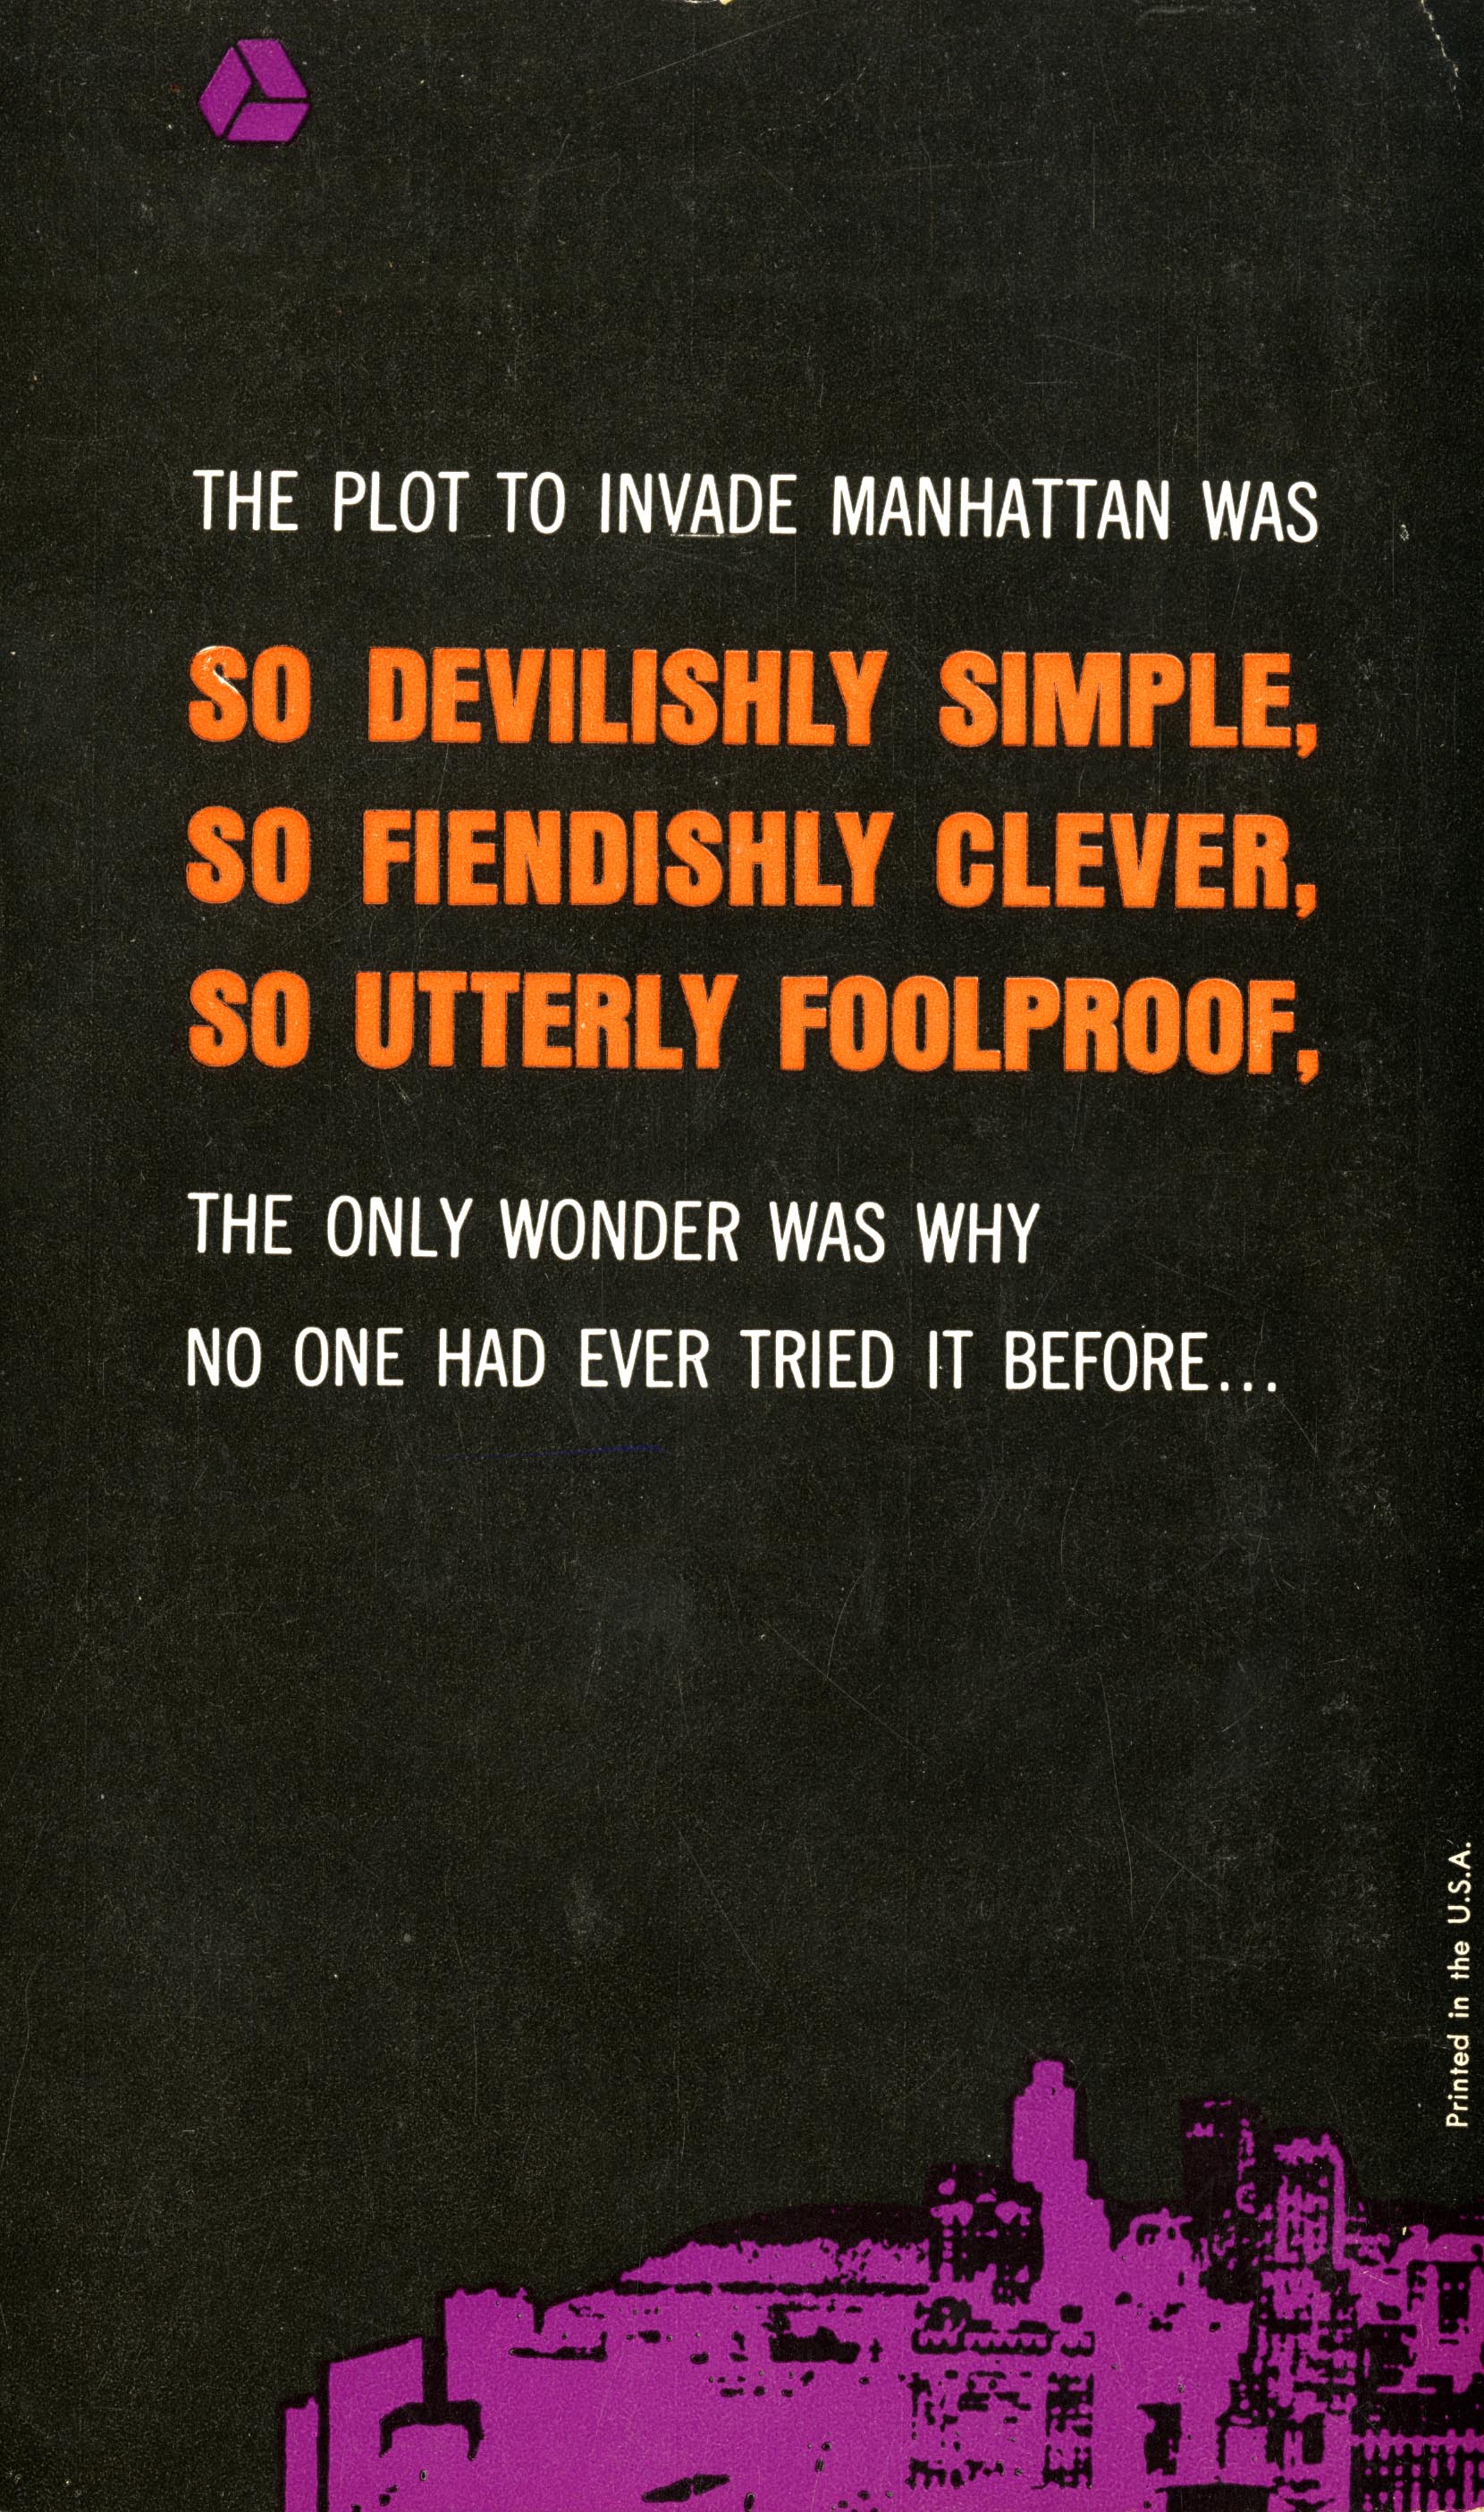 THE PLOT TO INVADE MANHATTAN WAS
SO DEVILISHLY SIMPLE,
SO FIENDISHLY CLEVER,
SO UTTERLY FOOLPROOF,
THE ONLY WONDER WAS WHY
NO ONE HAD EVER TRIED IT BEFORE...
Printed in the U.S.A.